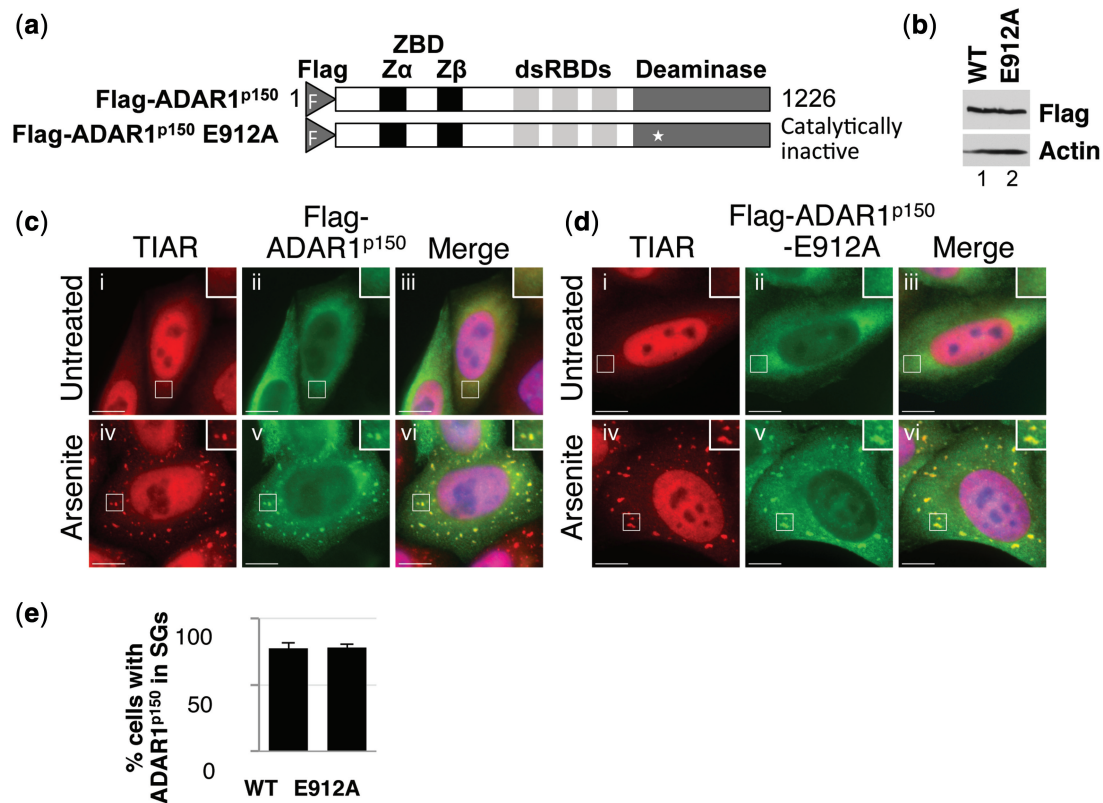 (a)
ZBD
Flag Zα Zβ dsRBDs Deaminase
Flag-ADAR1p150 1 F 1226
Flag-ADAR1p150 E912A F Catalytically
inactive
(b)
WT
E912A
Flag
Actin
1 2
(c)
TIAR
Flag-
ADAR1p150
Merge
Untreated
i
ii
iii
Arsenite
iv
v
vi
(d)
Flag-ADAR1p150
TIAR -E912A Merge
Untreated
i
ii
iii
Arsenite
iv
v
vi
(e)
% cells with
ADAR1p150 in SGs
100
50
0
WT E912A